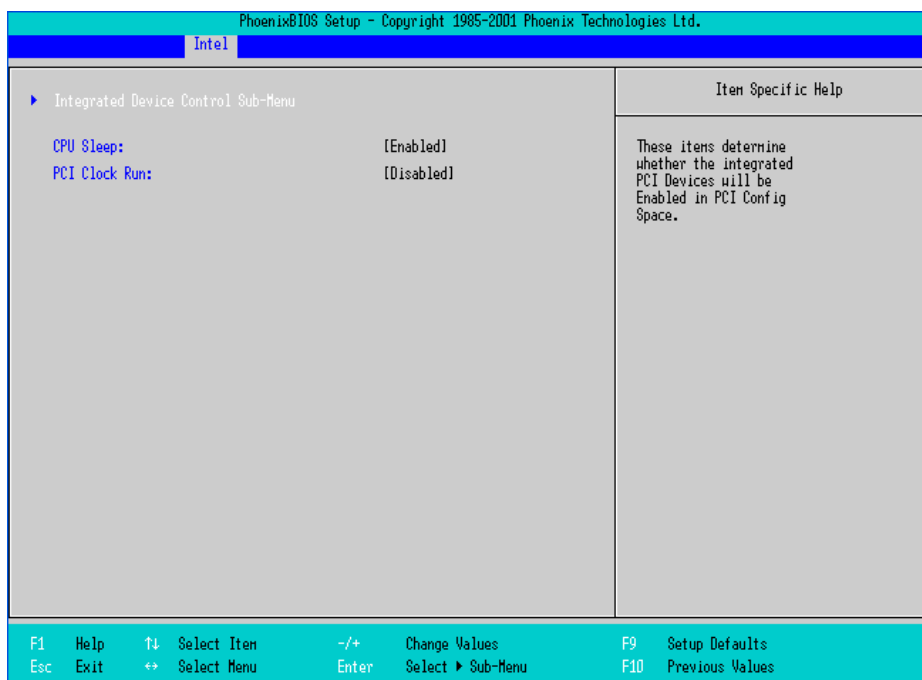 PhoenixBIOS Setup - Copyright 1985-2001 Phoenix Technologies Ltd.
Intel
▶ Integrated Device Control Sub-Menu
CPU Sleep: [Enabled]
PCI Clock Run: [Disabled]
Item Specific Help
These items determine
whether the integrated
PCI Devices will be
Enabled in PCI Config
Space.
F1 Help ↑↓ Select Item -/+ Change Values F9 Setup Defaults
Esc Exit ↔ Select Menu Enter Select ▶ Sub-Menu F10 Previous Values